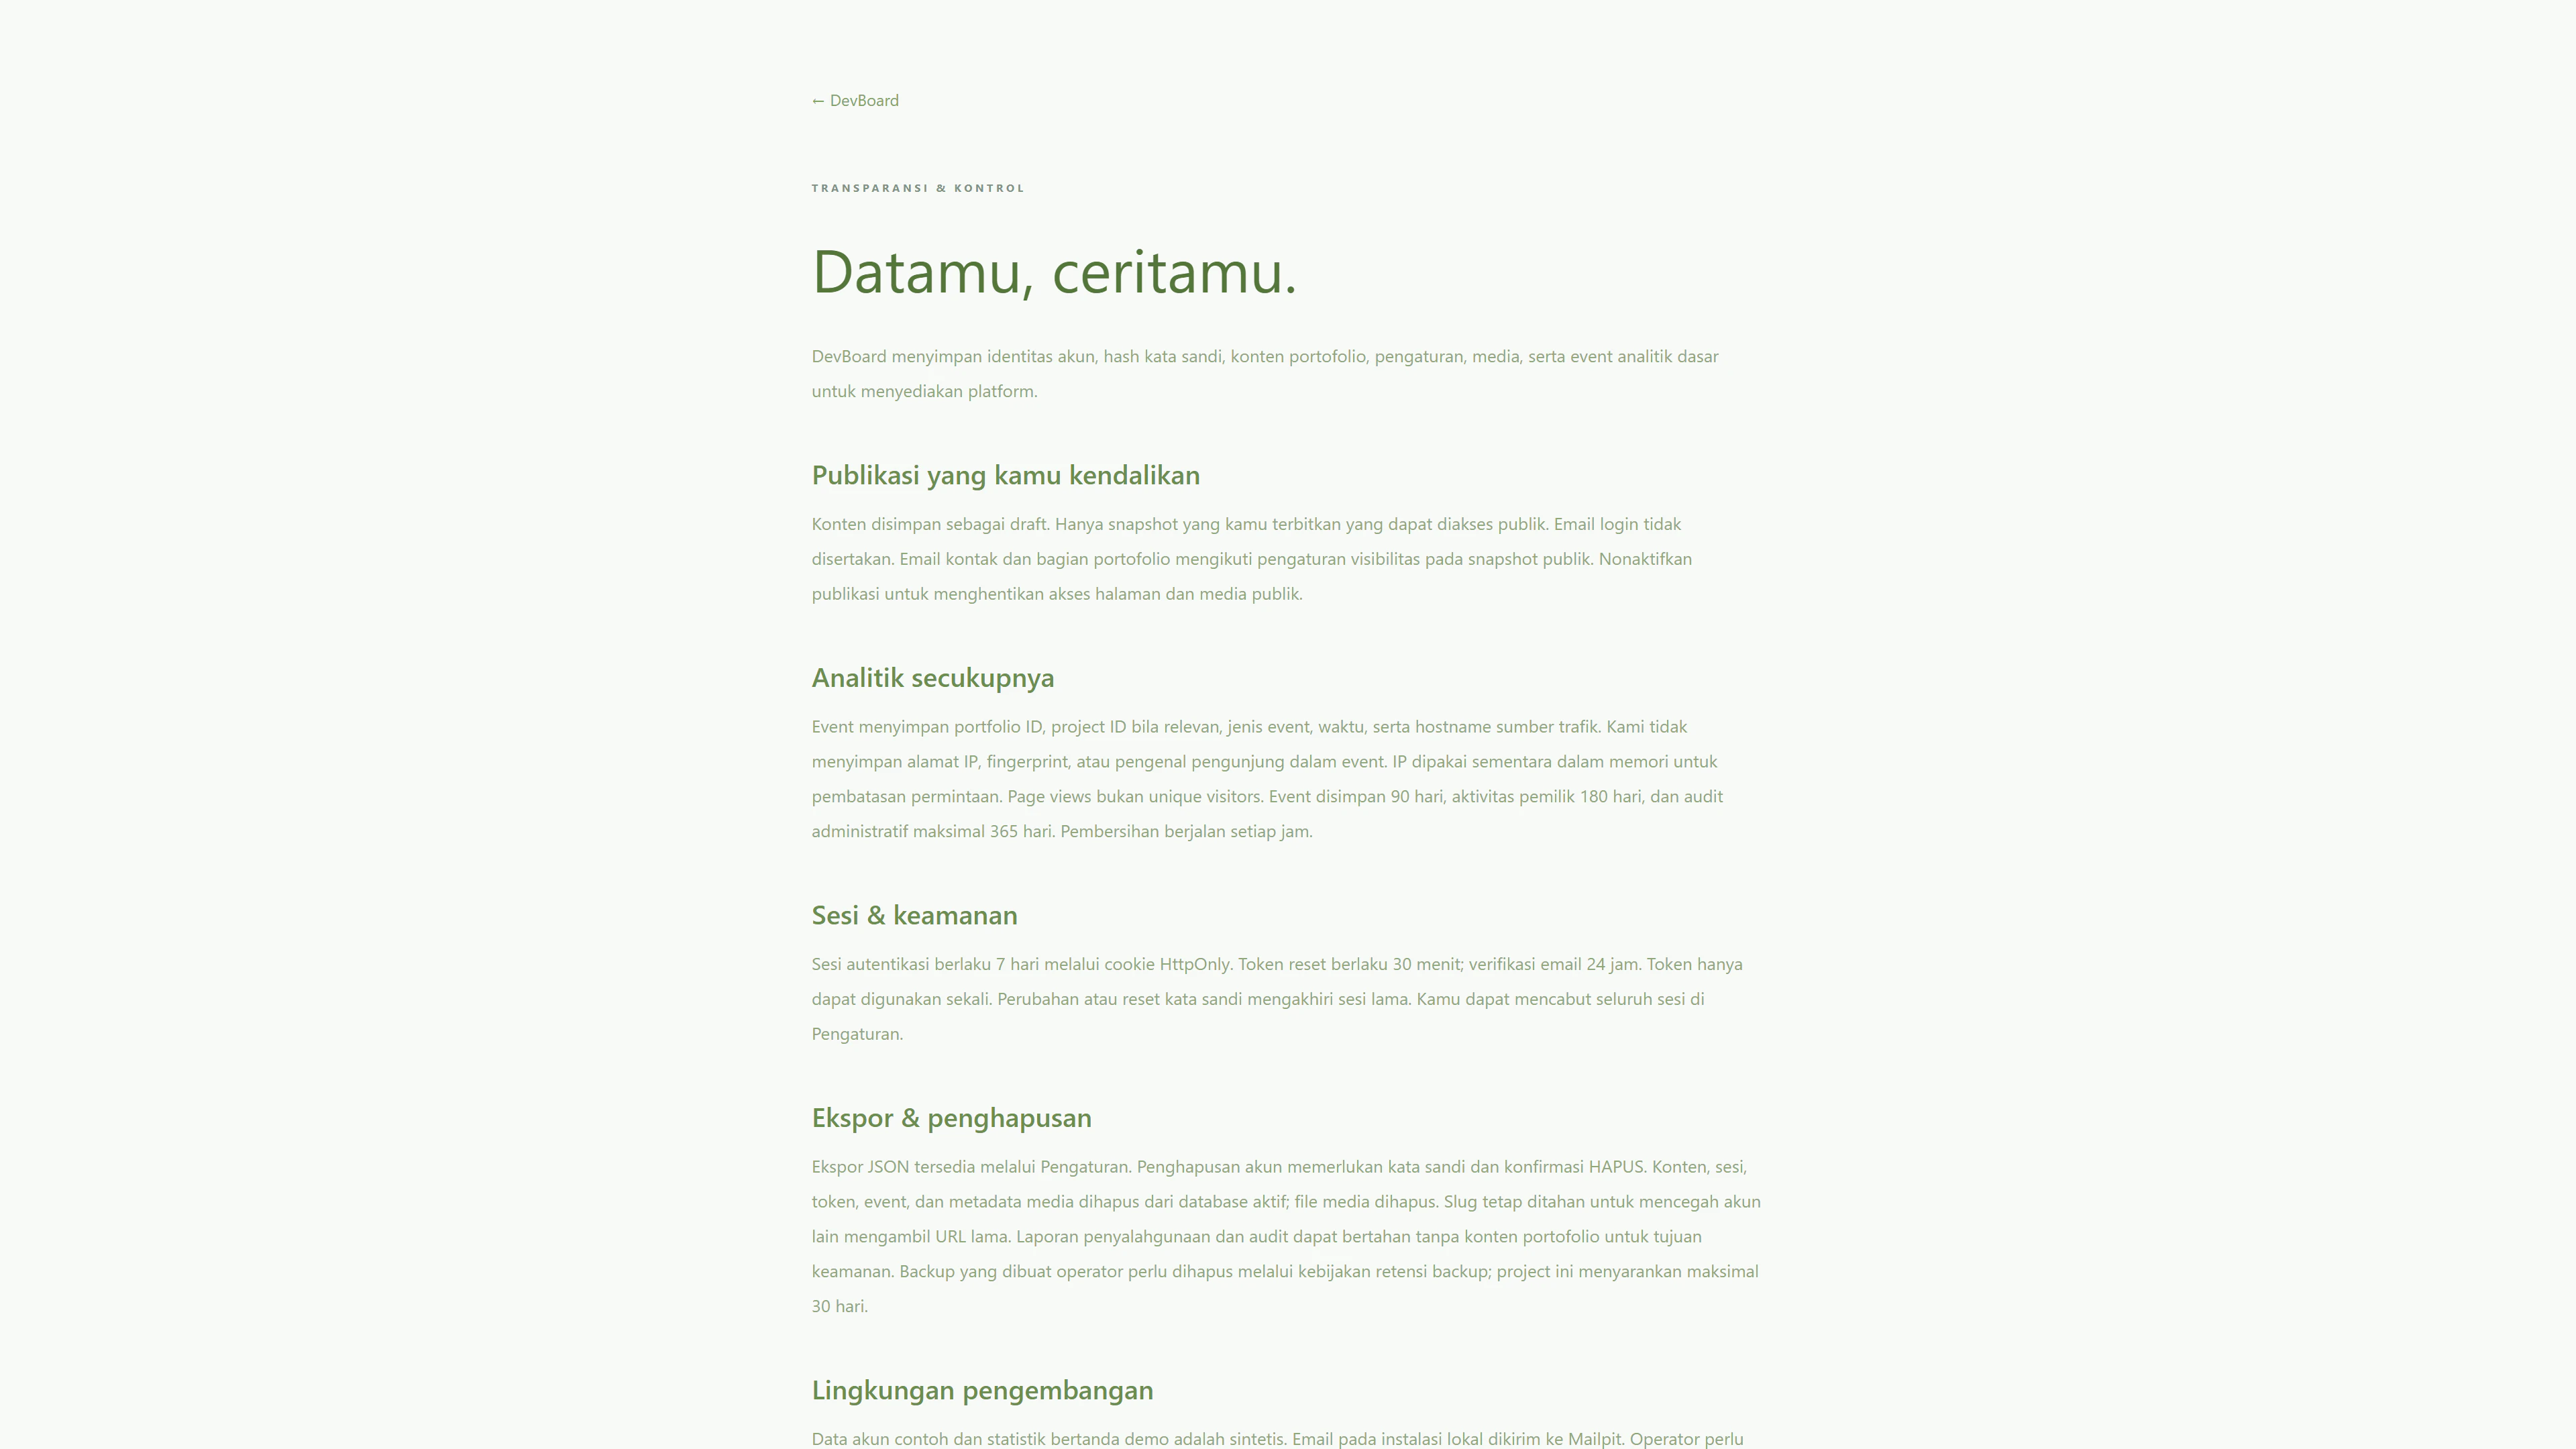 ← DevBoard
TRANSPARANSI & KONTROL
Datamu, ceritamu.
DevBoard menyimpan identitas akun, hash kata sandi, konten portofolio, pengaturan, media, serta event analitik dasar
untuk menyediakan platform.
Publikasi yang kamu kendalikan
Konten disimpan sebagai draft. Hanya snapshot yang kamu terbitkan yang dapat diakses publik. Email login tidak
disertakan. Email kontak dan bagian portofolio mengikuti pengaturan visibilitas pada snapshot publik. Nonaktifkan
publikasi untuk menghentikan akses halaman dan media publik.
Analitik secukupnya
Event menyimpan portfolio ID, project ID bila relevan, jenis event, waktu, serta hostname sumber trafik. Kami tidak
menyimpan alamat IP, fingerprint, atau pengenal pengunjung dalam event. IP dipakai sementara dalam memori untuk
pembatasan permintaan. Page views bukan unique visitors. Event disimpan 90 hari, aktivitas pemilik 180 hari, dan audit
administratif maksimal 365 hari. Pembersihan berjalan setiap jam.
Sesi & keamanan
Sesi autentikasi berlaku 7 hari melalui cookie HttpOnly. Token reset berlaku 30 menit; verifikasi email 24 jam. Token hanya
dapat digunakan sekali. Perubahan atau reset kata sandi mengakhiri sesi lama. Kamu dapat mencabut seluruh sesi di
Pengaturan.
Ekspor & penghapusan
Ekspor JSON tersedia melalui Pengaturan. Penghapusan akun memerlukan kata sandi dan konfirmasi HAPUS. Konten, sesi,
token, event, dan metadata media dihapus dari database aktif; file media dihapus. Slug tetap ditahan untuk mencegah akun
lain mengambil URL lama. Laporan penyalahgunaan dan audit dapat bertahan tanpa konten portofolio untuk tujuan
keamanan. Backup yang dibuat operator perlu dihapus melalui kebijakan retensi backup; project ini menyarankan maksimal
30 hari.
Lingkungan pengembangan
Data akun contoh dan statistik bertanda demo adalah sintetis. Email pada instalasi lokal dikirim ke Mailpit. Operator perlu